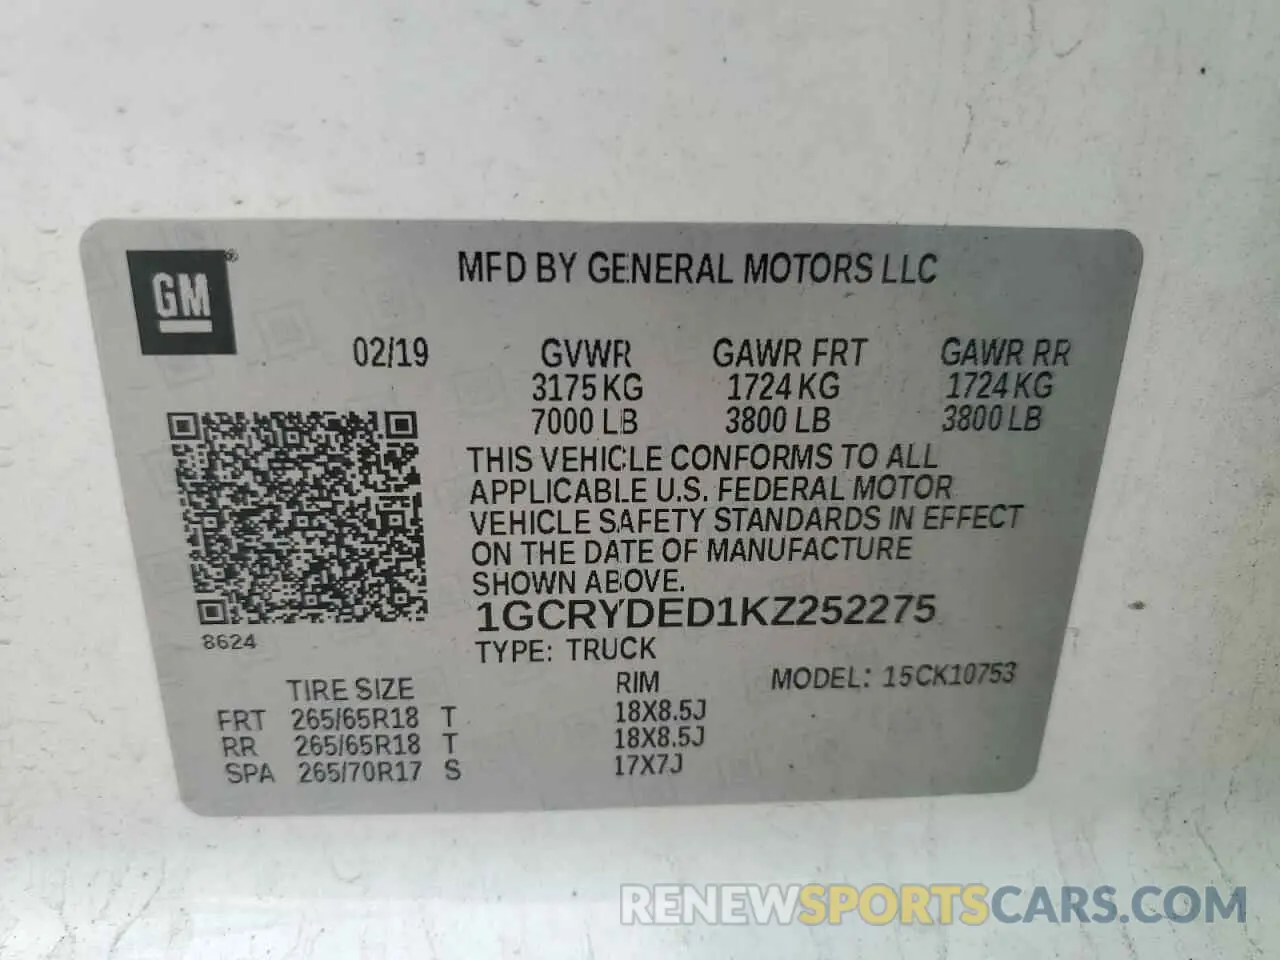 GM ®
MFD BY GENERAL MOTORS LLC
02/19 GVWR GAWR FRT GAWR RR
3175 KG 1724 KG 1724 KG
7000 LB 3800 LB 3800 LB
THIS VEHICLE CONFORMS TO ALL
APPLICABLE U.S. FEDERAL MOTOR
VEHICLE SAFETY STANDARDS IN EFFECT
ON THE DATE OF MANUFACTURE
SHOWN ABOVE.
1GCRYDED1KZ252275
8624
TYPE: TRUCK
MODEL: 15CK10753
TIRE SIZE RIM
FRT 265/65R18 T 18X8.5J
RR 265/65R18 T 18X8.5J
SPA 265/70R17 S 17X7J
RENEWSPORTSCARS.COM